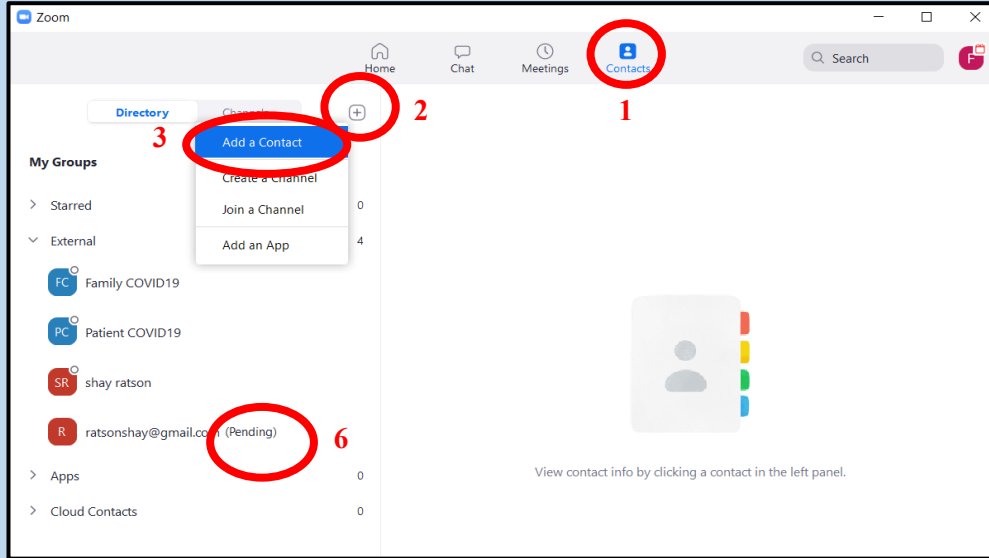 Zoom
Home Chat Meetings Contacts
Search
F
1
2
Directory Channels
3
Add a Contact
Create a Channel
Join a Channel
Add an App
My Groups
Starred 0
External 4
FC Family COVID19
PC Patient COVID19
SR shay ratson
R ratsonshay@gmail.com (Pending)
6
Apps 0
Cloud Contacts 0
View contact info by clicking a contact in the left panel.